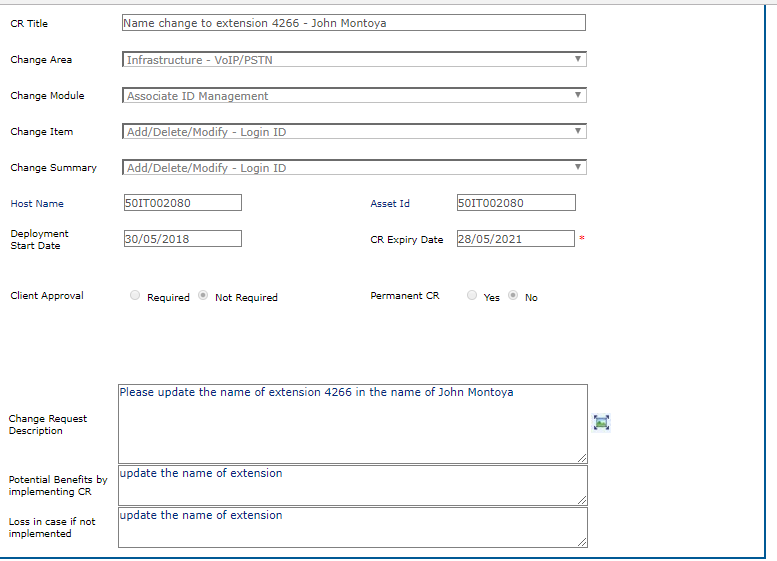 CR Title Name change to extension 4266 - John Montoya
Change Area Infrastructure - VoIP/PSTN
Change Module Associate ID Management
Change Item Add/Delete/Modify - Login ID
Change Summary Add/Delete/Modify - Login ID
Host Name 50IT002080 Asset Id 50IT002080
Deployment
Start Date 30/05/2018 CR Expiry Date 28/05/2021 *
Client Approval Required Not Required Permanent CR Yes No
Please update the name of extension 4266 in the name of John Montoya
Change Request
Description
Potential Benefits by
implementing CR
update the name of extension
Loss in case if not
implemented
update the name of extension